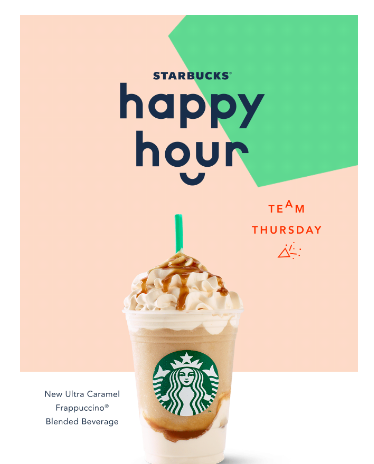 STARBUCKS®
happy
hour
TEAM
THURSDAY
New Ultra Caramel
Frappuccino®
Blended Beverage